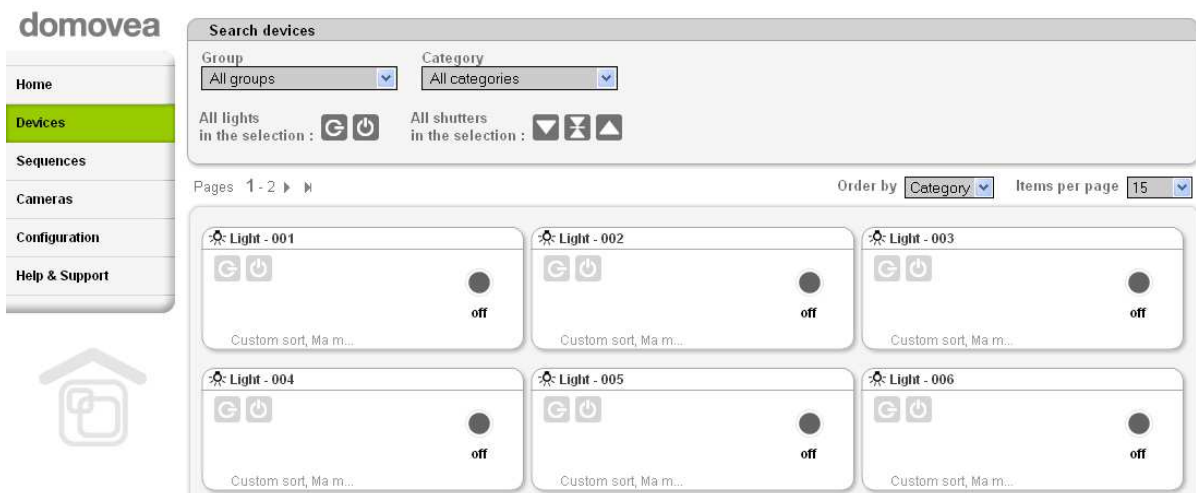 domovea
Home
Devices
Sequences
Cameras
Configuration
Help & Support
Search devices
Group
Category
All groups
All categories
All lights
in the selection :
All shutters
in the selection :
Pages 1 - 2
Order by Category
Items per page 15
Light - 001
Light - 002
Light - 003
off
off
off
Custom sort, Ma m...
Custom sort, Ma m...
Custom sort, Ma m...
Light - 004
Light - 005
Light - 006
off
off
off
Custom sort, Ma m...
Custom sort, Ma m...
Custom sort, Ma m...